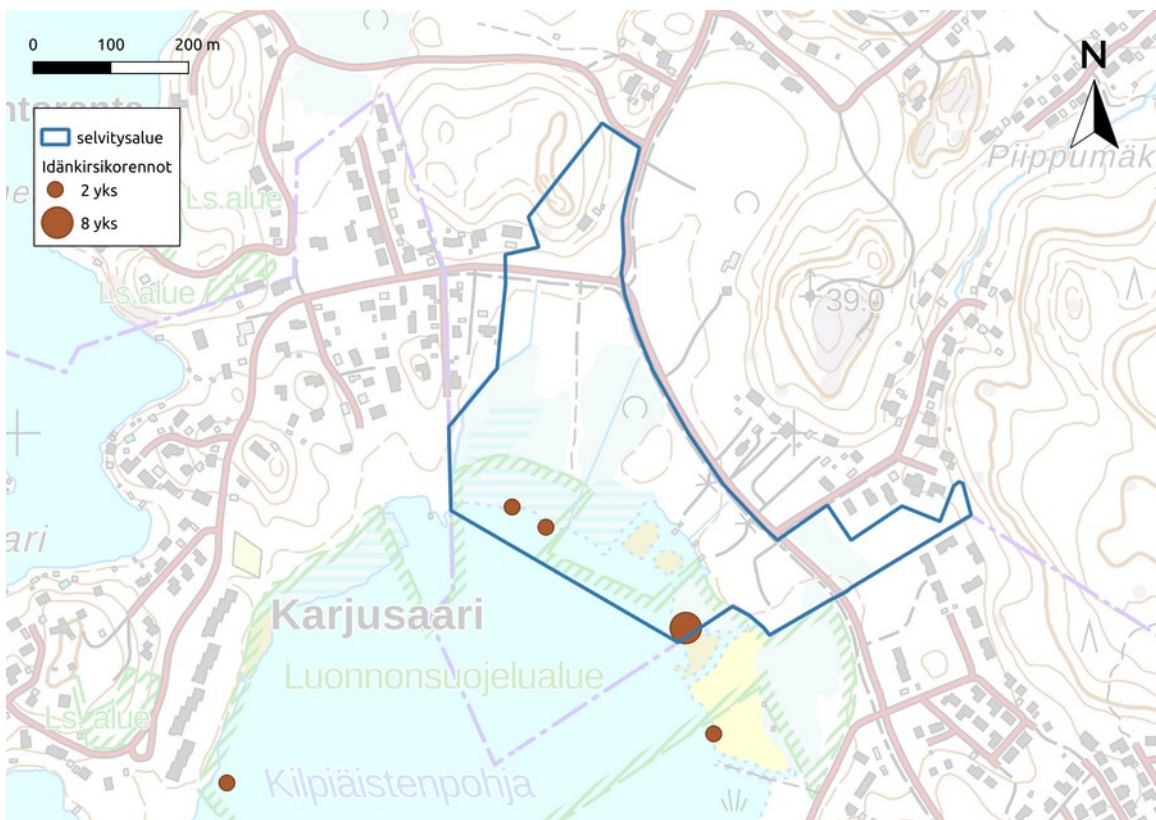 0 100 200 m
N
selvitysalue
Idänkirsikorennot
2 yks
8 yks
Ls.alue
Ls.alue
Piippumäk
39.0
Karjusaari
Luonnonsuojelualue
Ls. alue
Kilpiäistenpohja